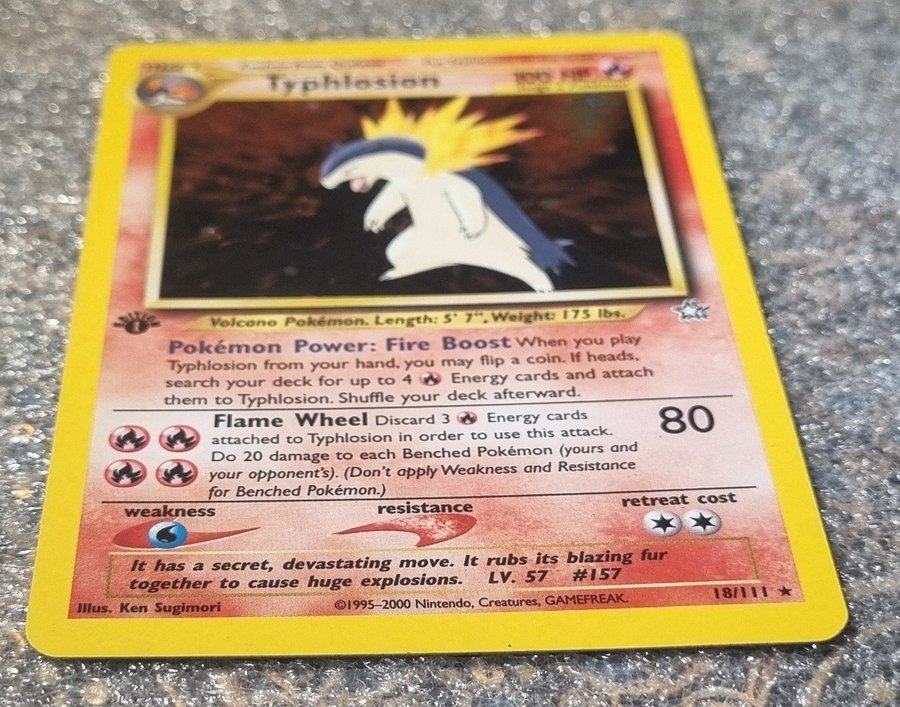 Typhlosion
100 HP
EDITION
1
Volcano Pokémon. Length: 5' 7", Weight: 175 lbs.
Pokémon Power: Fire Boost When you play
Typhlosion from your hand, you may flip a coin. If heads,
search your deck for up to 4 Energy cards and attach
them to Typhlosion. Shuffle your deck afterward.
Flame Wheel Discard 3 Energy cards
attached to Typhlosion in order to use this attack.
Do 20 damage to each Benched Pokémon (yours and
your opponent's). (Don't apply Weakness and Resistance
for Benched Pokémon.)
80
weakness
resistance
retreat cost
It has a secret, devastating move. It rubs its blazing fur
together to cause huge explosions. LV. 57 #157
Illus. Ken Sugimori
©1995–2000 Nintendo, Creatures, GAMEFREAK.
18/111 ★